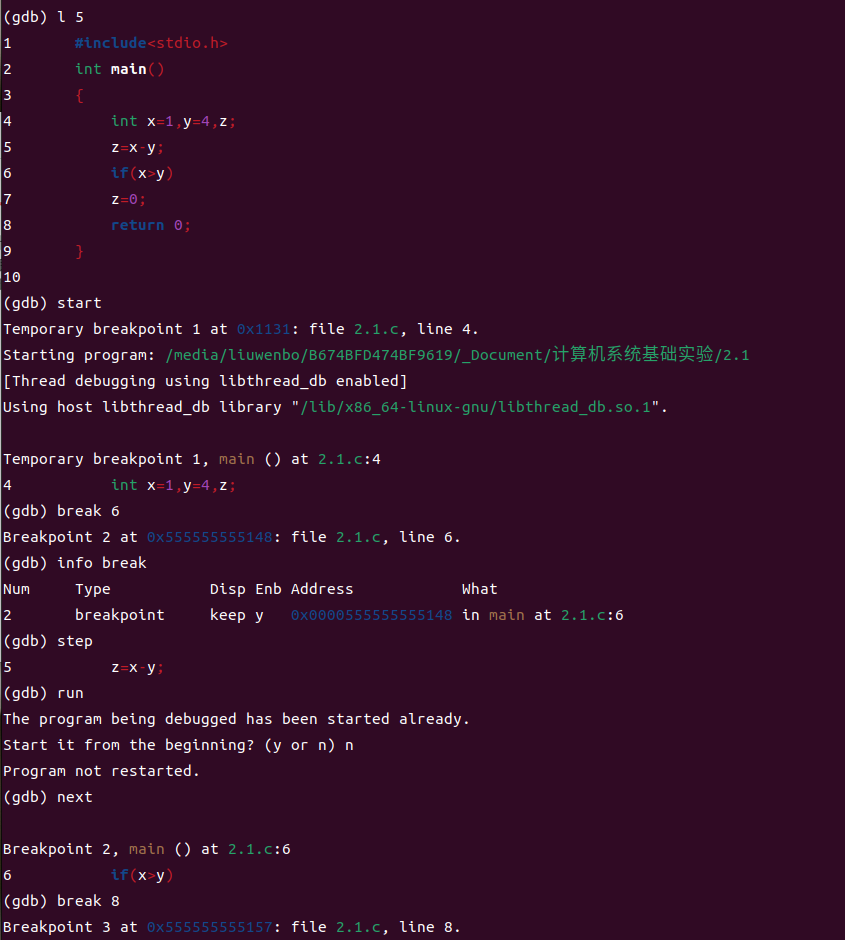 (gdb) l 5
1       #include<stdio.h>
2       int main()
3       {
4           int x=1,y=4,z;
5           z=x-y;
6           if(x>y)
7           z=0;
8           return 0;
9       }
10
(gdb) start
Temporary breakpoint 1 at 0x1131: file 2.1.c, line 4.
Starting program: /media/liuwenbo/B674BFD474BF9619/_Document/计算机系统基础实验/2.1
[Thread debugging using libthread_db enabled]
Using host libthread_db library "/lib/x86_64-linux-gnu/libthread_db.so.1".
Temporary breakpoint 1, main () at 2.1.c:4
4           int x=1,y=4,z;
(gdb) break 6
Breakpoint 2 at 0x555555555148: file 2.1.c, line 6.
(gdb) info break
Num     Type           Disp Enb Address            What
2       breakpoint     keep y   0x0000555555555148 in main at 2.1.c:6
(gdb) step
5           z=x-y;
(gdb) run
The program being debugged has been started already.
Start it from the beginning? (y or n) n
Program not restarted.
(gdb) next
Breakpoint 2, main () at 2.1.c:6
6           if(x>y)
(gdb) break 8
Breakpoint 3 at 0x555555555157: file 2.1.c, line 8.